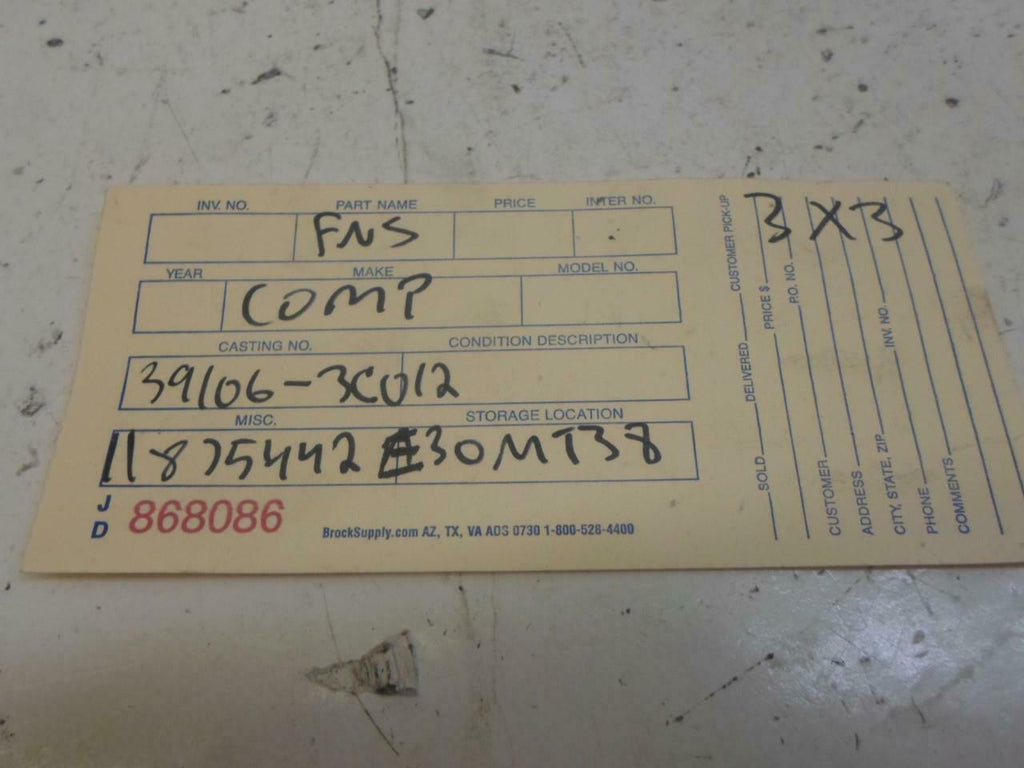 INV. NO. PART NAME PRICE INTER NO.
FNS
YEAR MAKE MODEL NO.
COMP
CASTING NO. CONDITION DESCRIPTION
39106-3C012
MISC. STORAGE LOCATION
11875442 30MT38
J
D
868086
BrockSupply.com AZ, TX, VA ADS 0730 1-800-528-4400
3X3
SOLD DELIVERED CUSTOMER PICK-UP
PRICE $
P.O. NO.
CUSTOMER
ADDRESS
CITY, STATE, ZIP INV. NO.
PHONE
COMMENTS